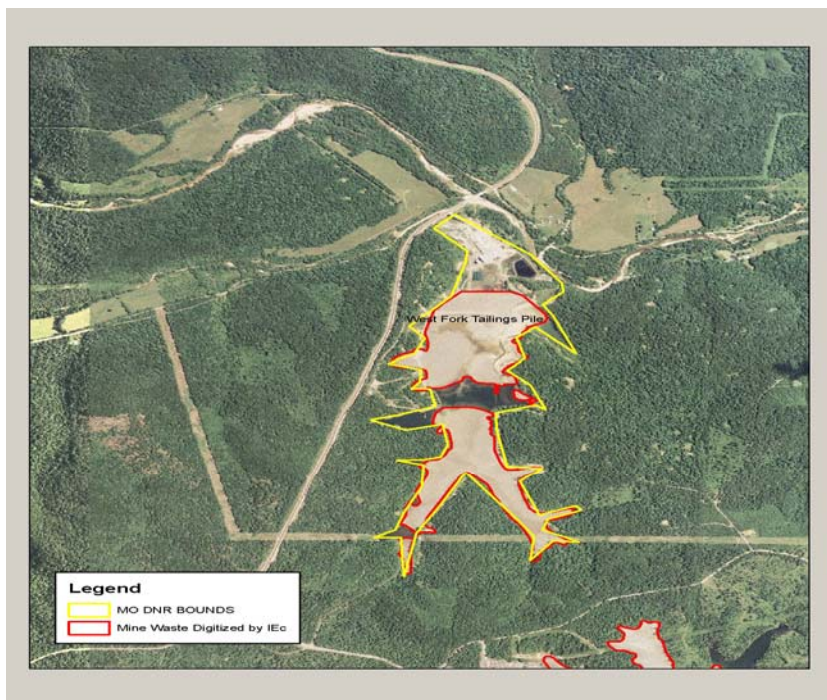 West Fork Tailings Pile
Legend
MO DNR BOUNDS
Mine Waste Digitized by IEc